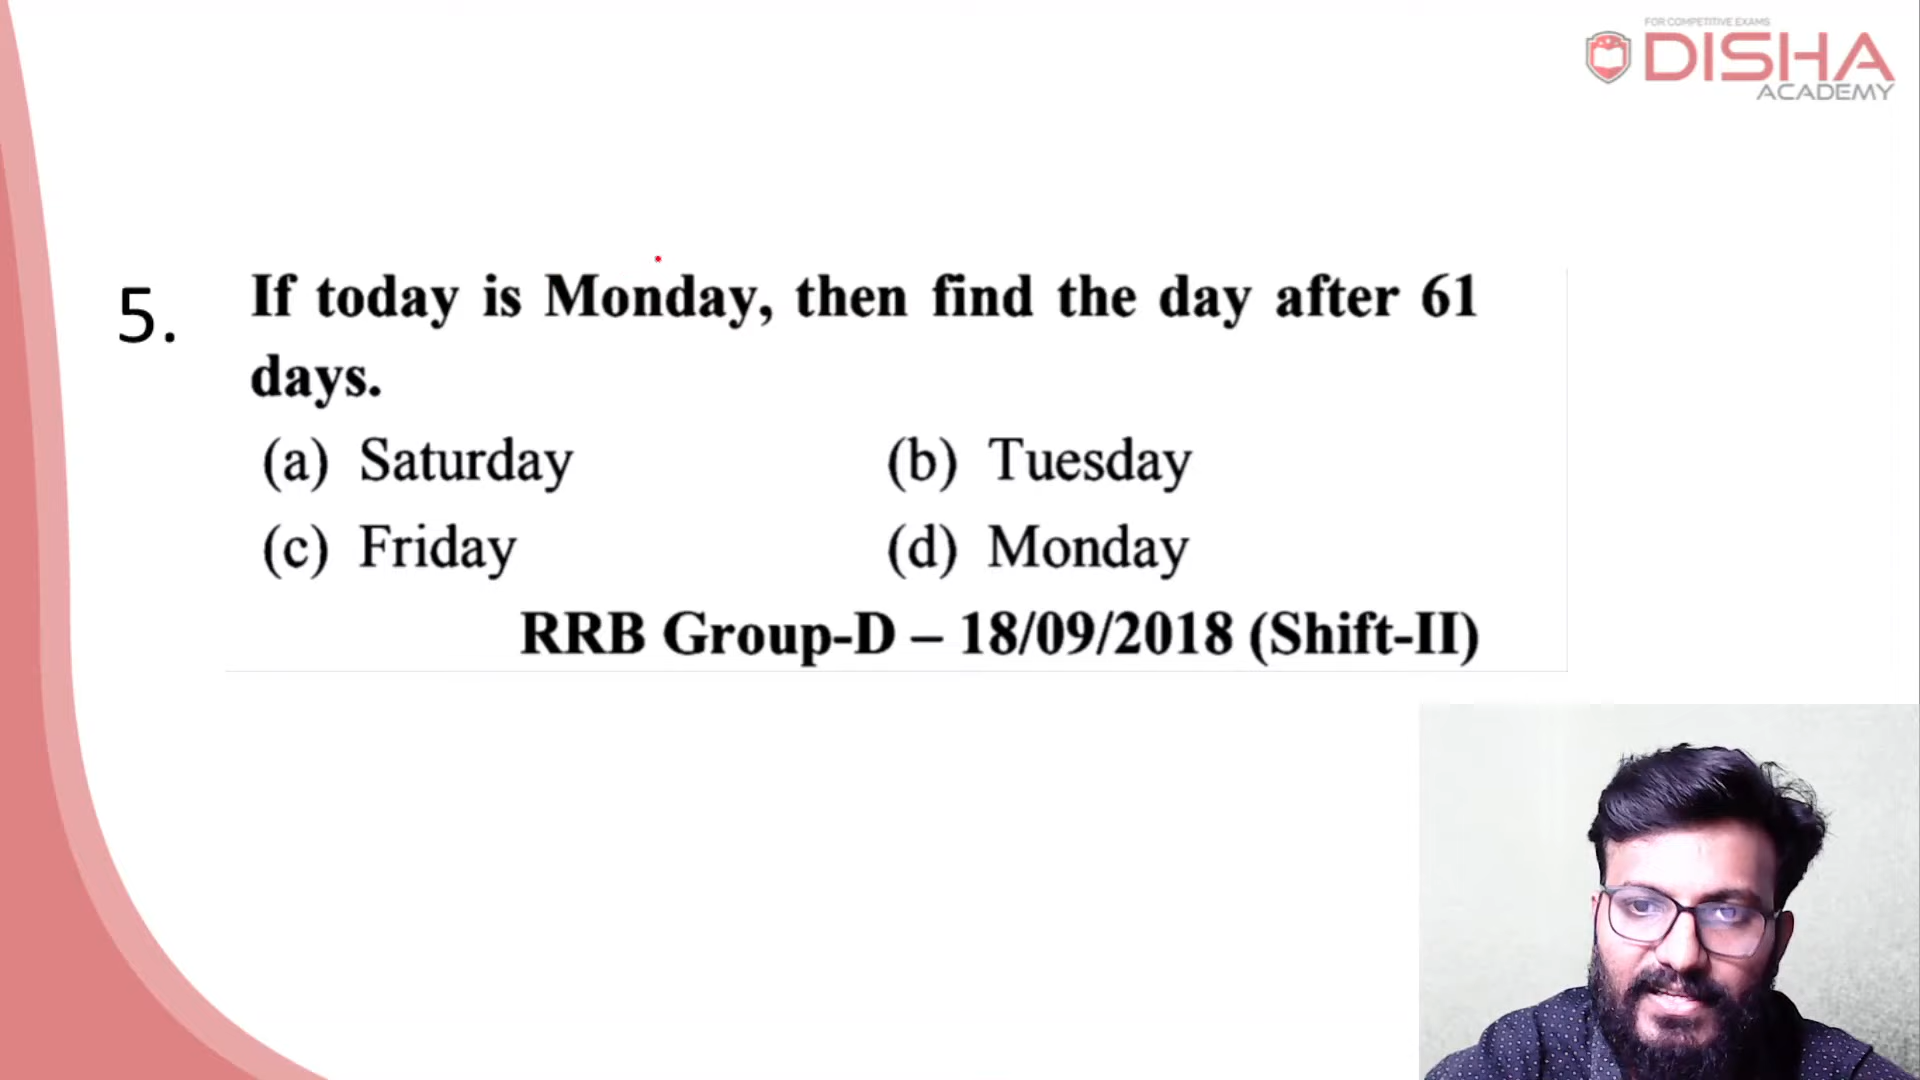 FOR COMPETITIVE EXAMS
DISHA
ACADEMY
5. If today is Monday, then find the day after 61
days.
(a) Saturday (b) Tuesday
(c) Friday (d) Monday
RRB Group-D – 18/09/2018 (Shift-II)